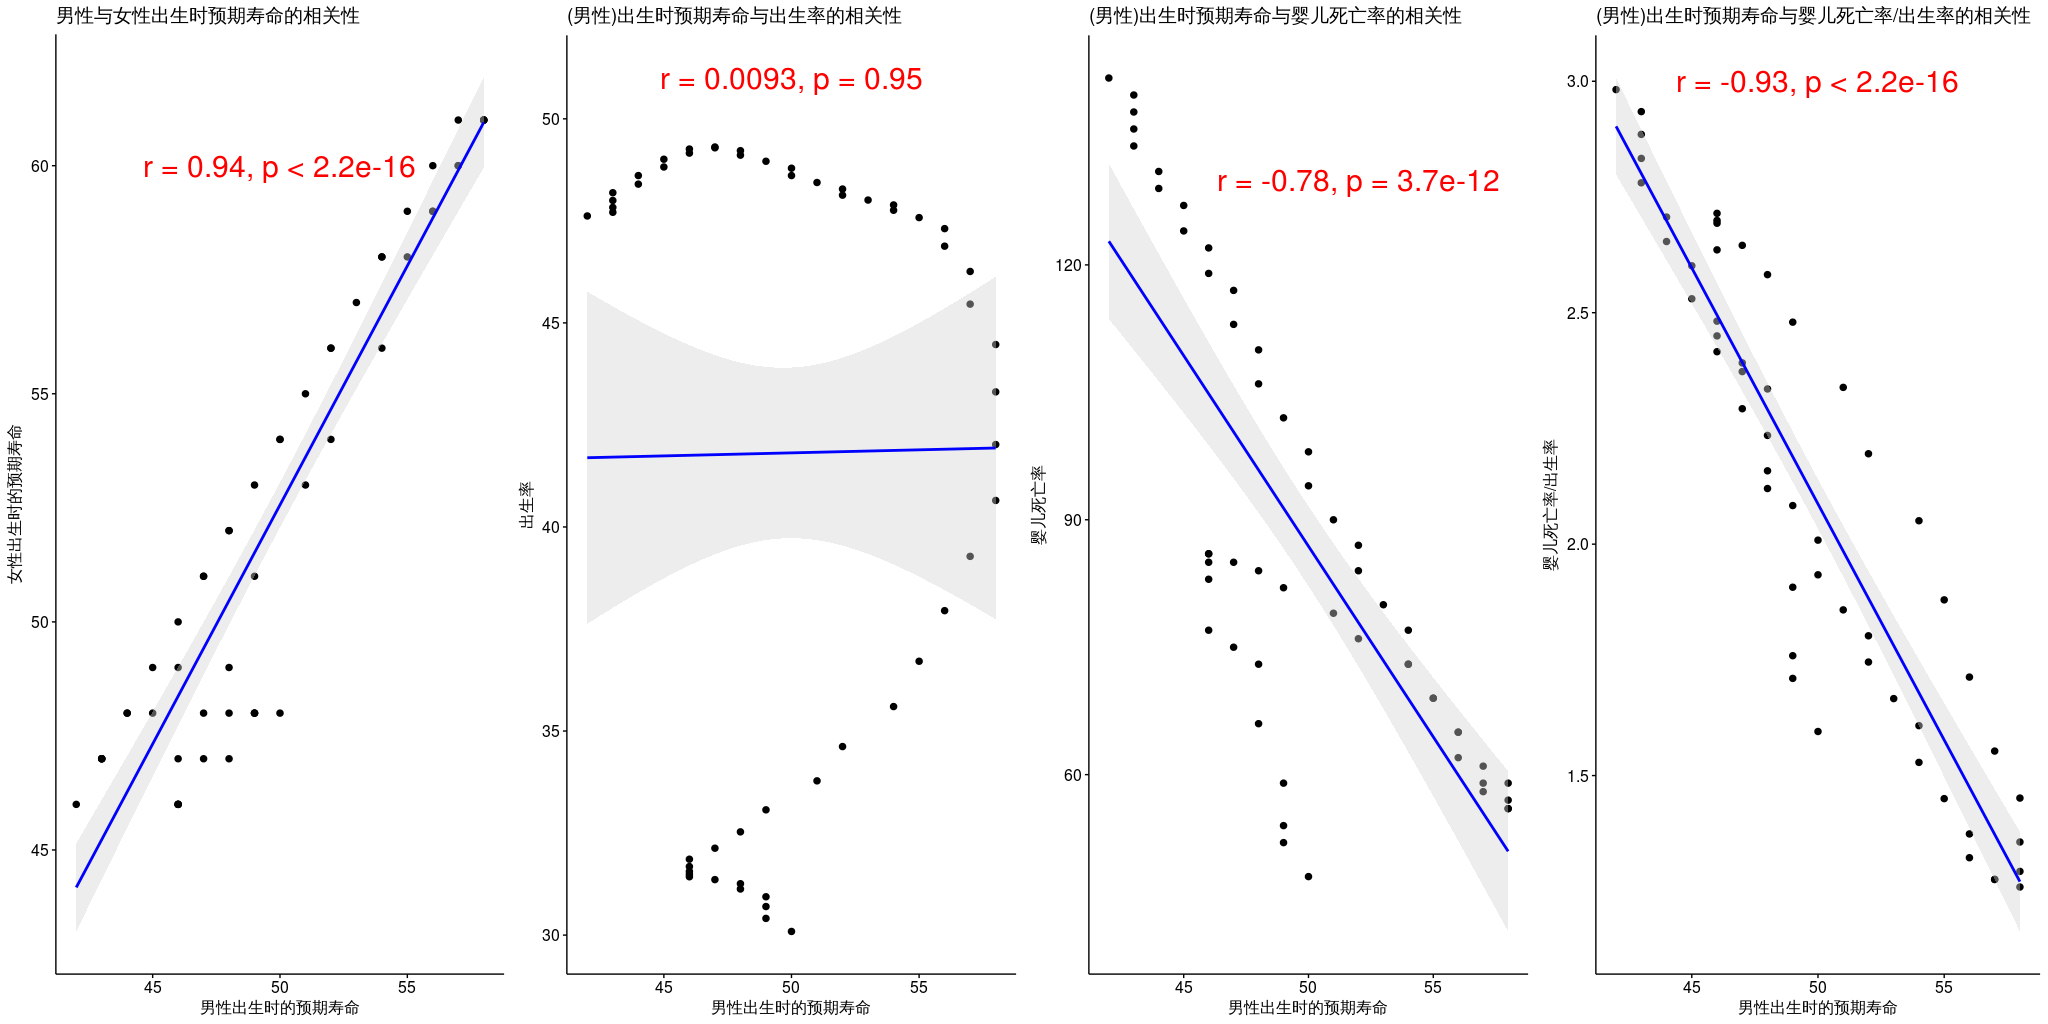 男性与女性出生时预期寿命的相关性
r = 0.94, p < 2.2e-16
女性出生时的预期寿命
60
55
50
45
45 50 55
男性出生时的预期寿命
(男性)出生时预期寿命与出生率的相关性
r = 0.0093, p = 0.95
出生率
50
45
40
35
30
45 50 55
男性出生时的预期寿命
(男性)出生时预期寿命与婴儿死亡率的相关性
r = -0.78, p = 3.7e-12
婴儿死亡率
120
90
60
45 50 55
男性出生时的预期寿命
(男性)出生时预期寿命与婴儿死亡率/出生率的相关性
r = -0.93, p < 2.2e-16
婴儿死亡率/出生率
3.0
2.5
2.0
1.5
45 50 55
男性出生时的预期寿命